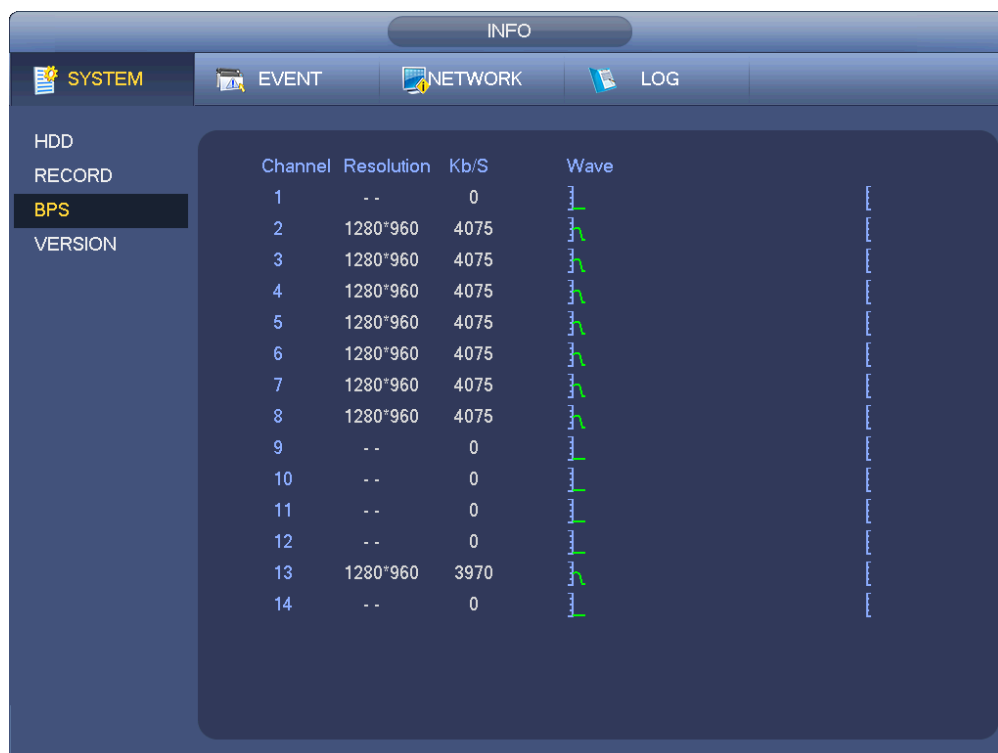 INFO
SYSTEM EVENT NETWORK LOG
HDD
RECORD
BPS
VERSION
Channel Resolution Kb/S Wave
1 - - 0
2 1280*960 4075
3 1280*960 4075
4 1280*960 4075
5 1280*960 4075
6 1280*960 4075
7 1280*960 4075
8 1280*960 4075
9 - - 0
10 - - 0
11 - - 0
12 - - 0
13 1280*960 3970
14 - - 0